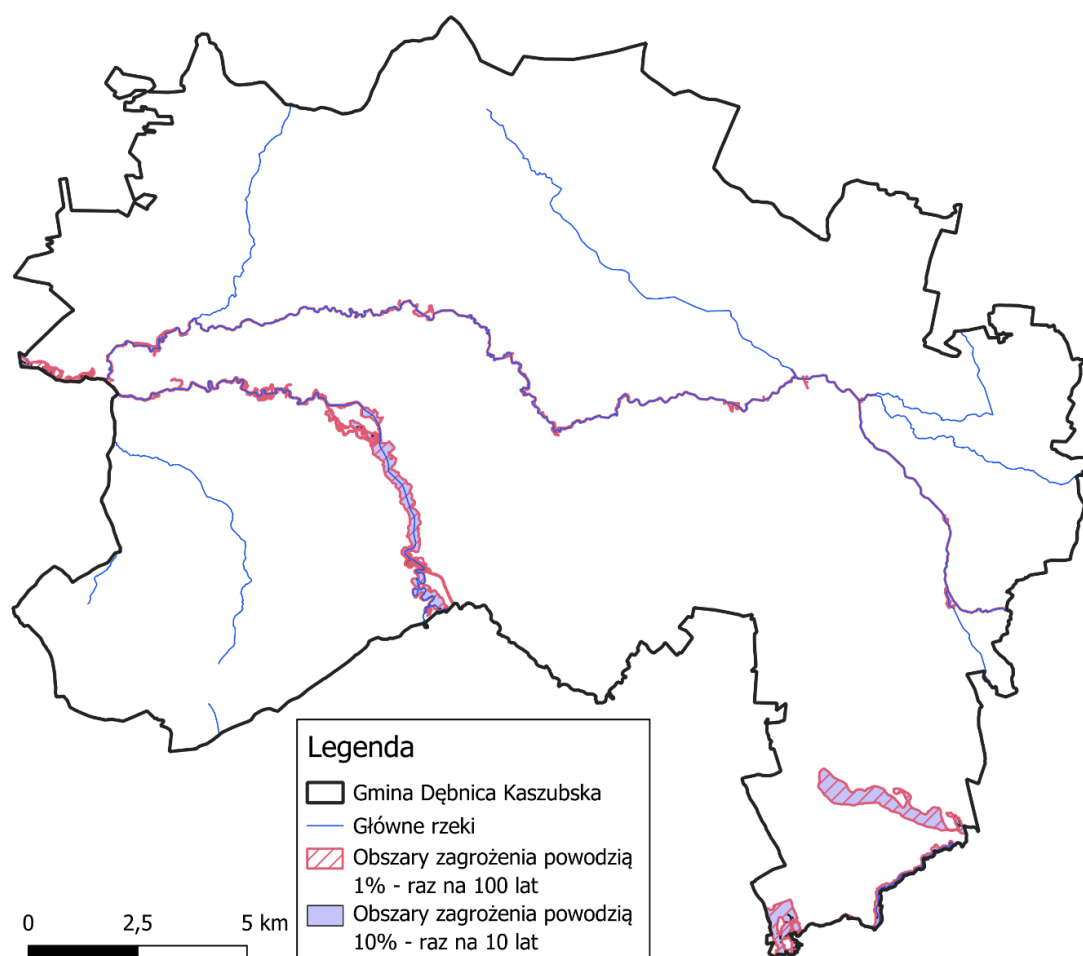 Legenda
Gmina Dębnica Kaszubska
Główne rzeki
Obszary zagrożenia powodzią
1% - raz na 100 lat
Obszary zagrożenia powodzią
10% - raz na 10 lat
0 2,5 5 km